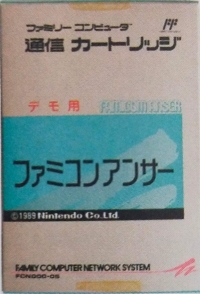 ファミリー コンピュータ
通信 カートリッジ
デモ用
ファミコンアンサー
©1989 Nintendo Co.,Ltd.
FAMILY COMPUTER NETWORK SYSTEM